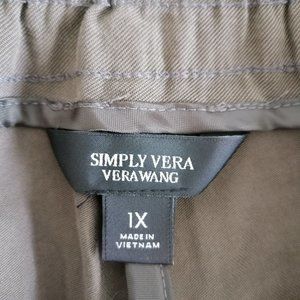 SIMPLY VERA
VERAWANG
1X
MADE IN
VIETNAM